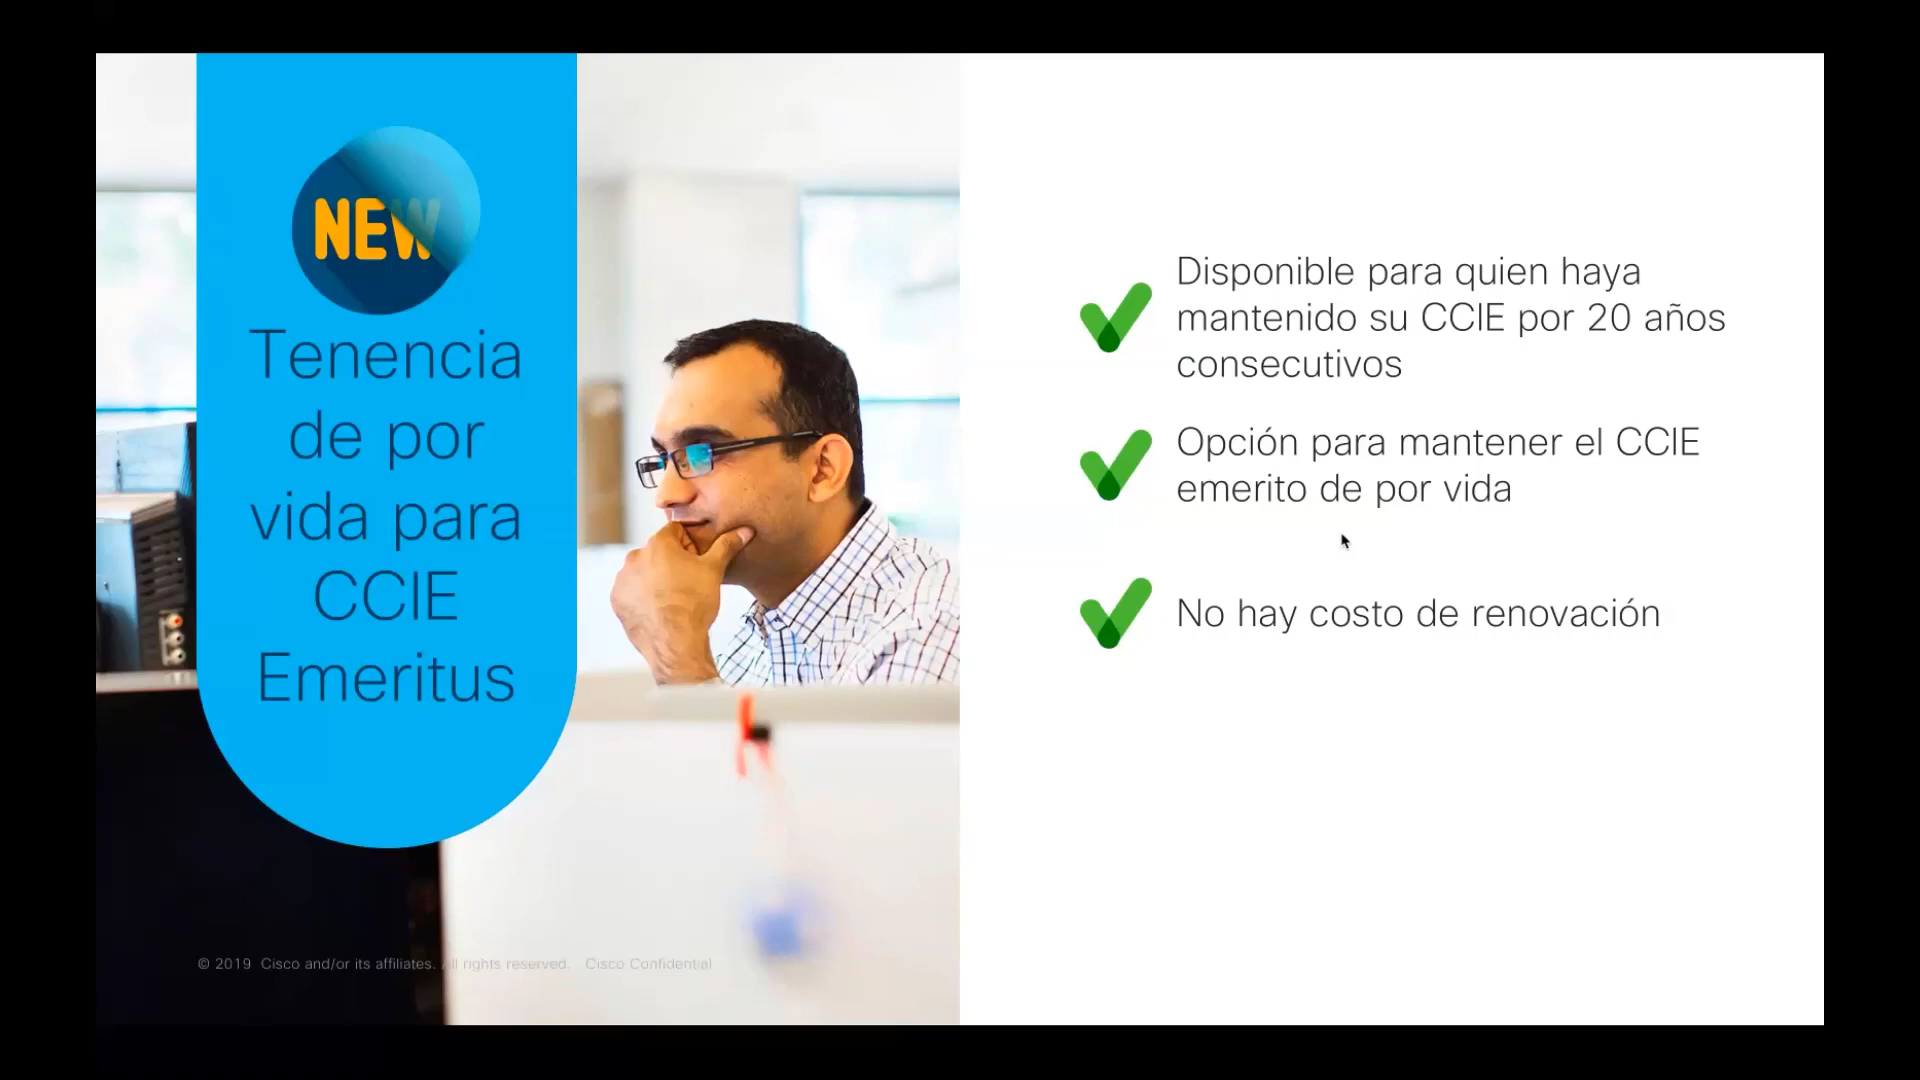 NEW
Tenencia
de por
vida para
CCIE
Emeritus
Disponible para quien haya
mantenido su CCIE por 20 años
consecutivos
Opción para mantener el CCIE
emerito de por vida
No hay costo de renovación
© 2019 Cisco and/or its affiliates. All rights reserved. Cisco Confidential